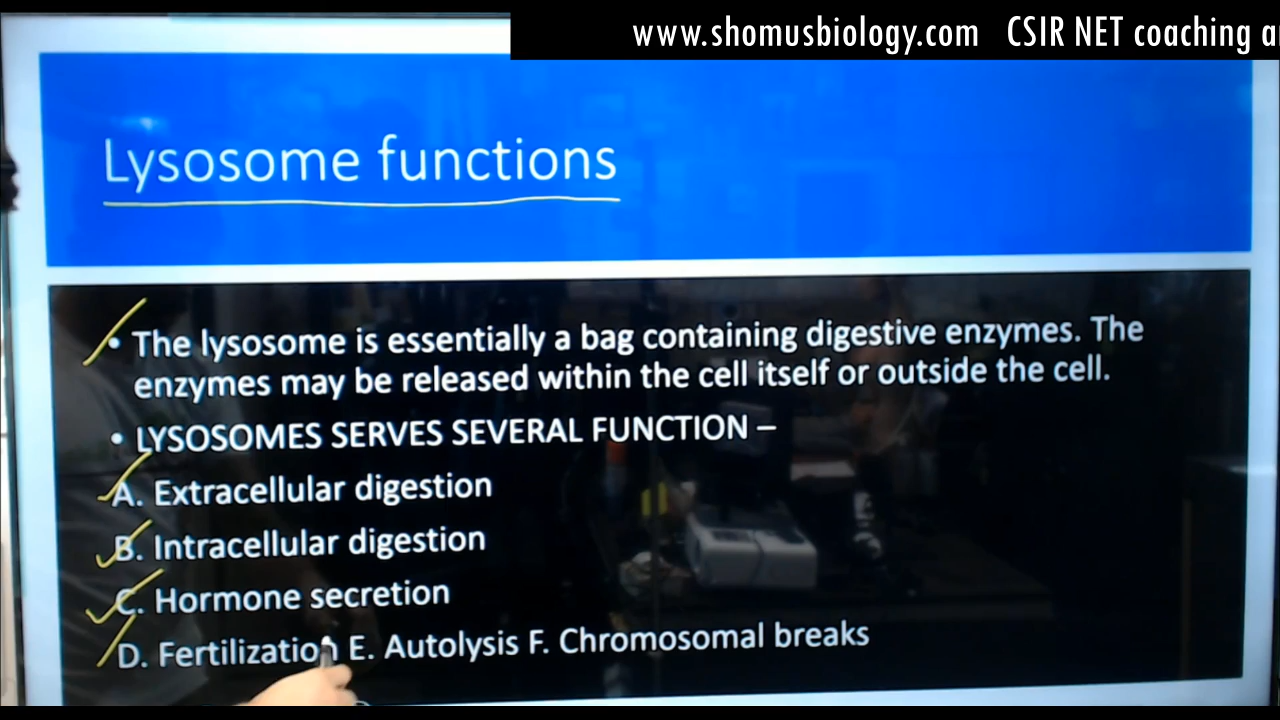 www.shomusbiology.com CSIR NET coaching a
Lysosome functions
• The lysosome is essentially a bag containing digestive enzymes. The
enzymes may be released within the cell itself or outside the cell.
• LYSOSOMES SERVES SEVERAL FUNCTION –
A. Extracellular digestion
B. Intracellular digestion
C. Hormone secretion
D. Fertilization E. Autolysis F. Chromosomal breaks